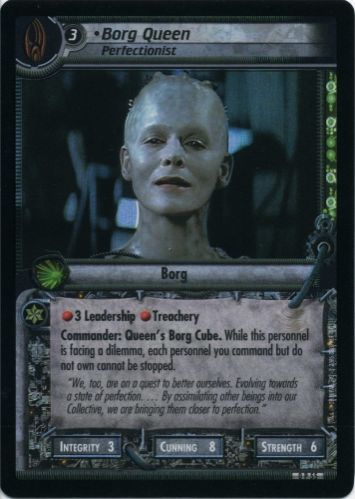 3
•Borg Queen
Perfectionist
Borg
3 Leadership Treachery
Commander: Queen's Borg Cube. While this personnel
is facing a dilemma, each personnel you command but do
not own cannot be stopped.
"We, too, are on a quest to better ourselves. Evolving towards
a state of perfection. . . . By assimilating other beings into our
Collective, we are bringing them closer to perfection."
INTEGRITY 3 CUNNING 8 STRENGTH 6